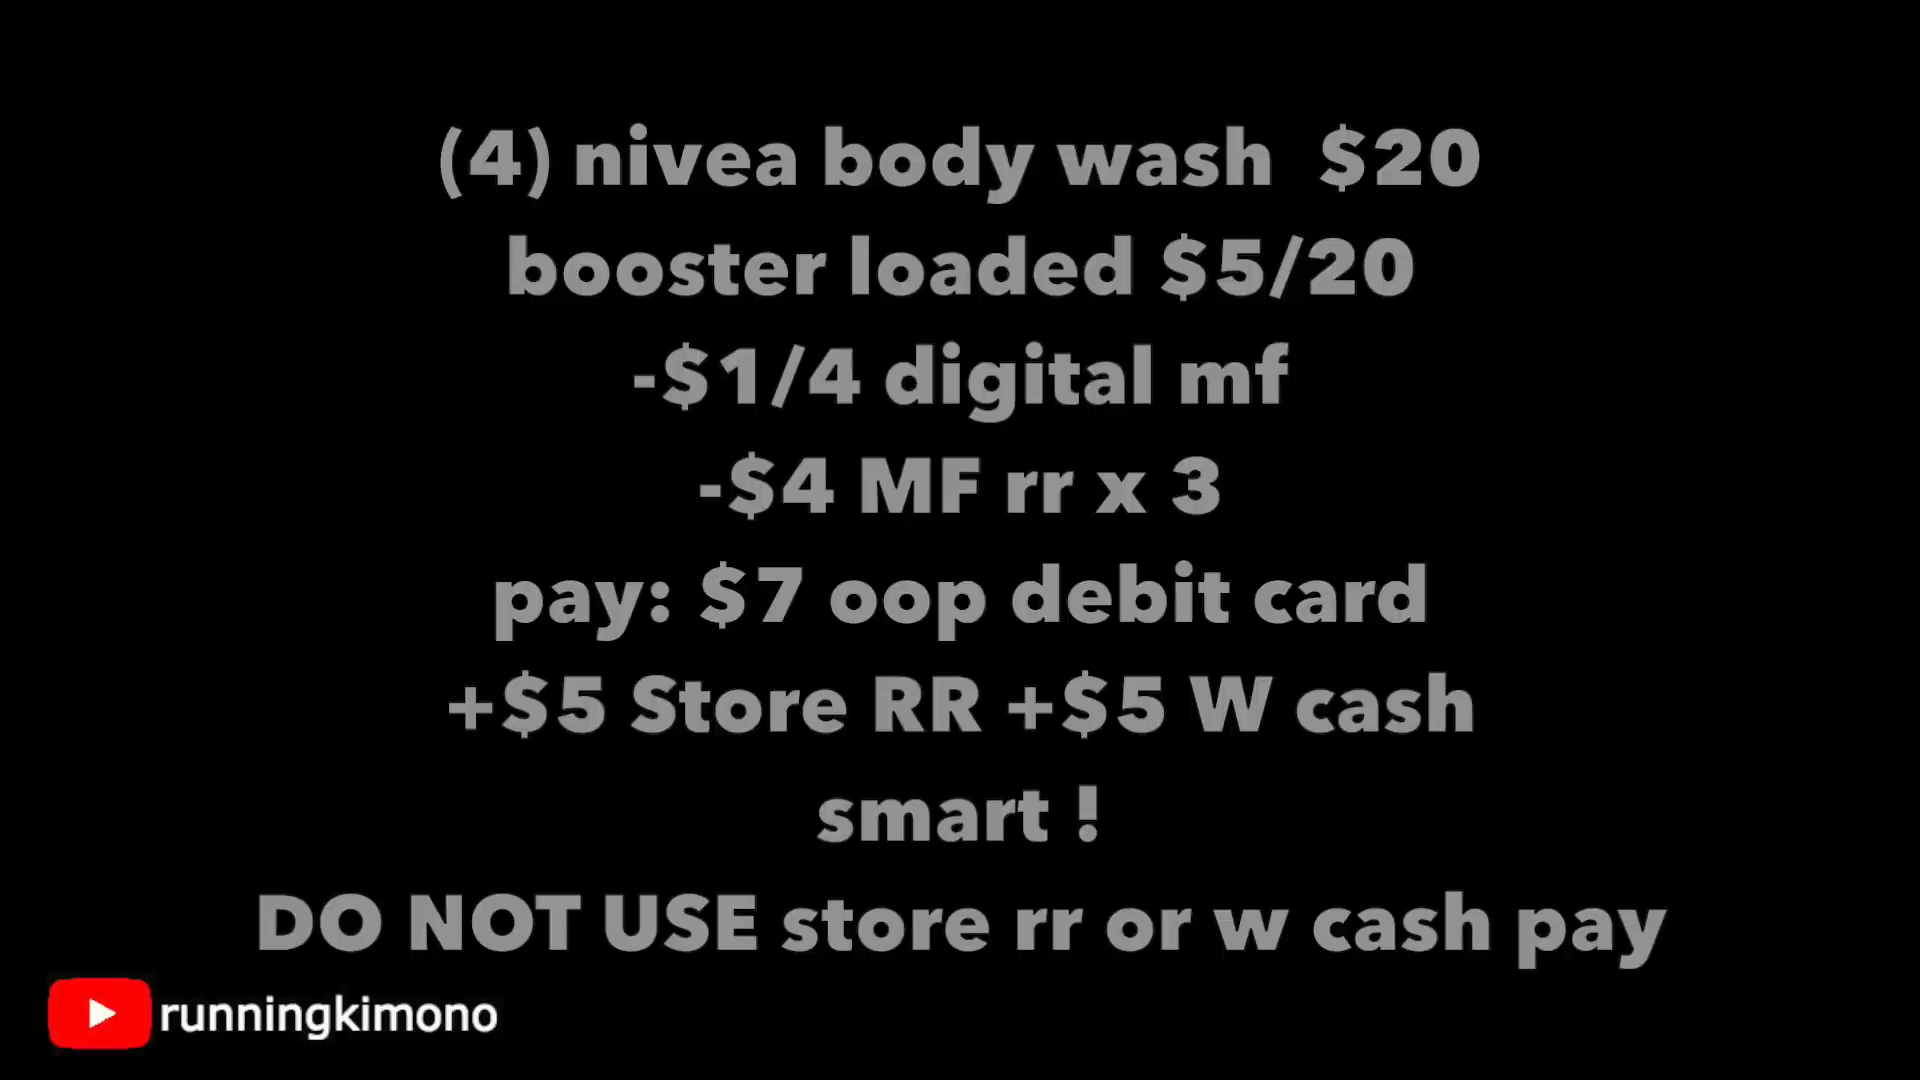 (4) nivea body wash $20
booster loaded $5/20
-$1/4 digital mf
-$4 MF rr x 3
pay: $7 oop debit card
+$5 Store RR +$5 W cash
smart !
DO NOT USE store rr or w cash pay
runningkimono